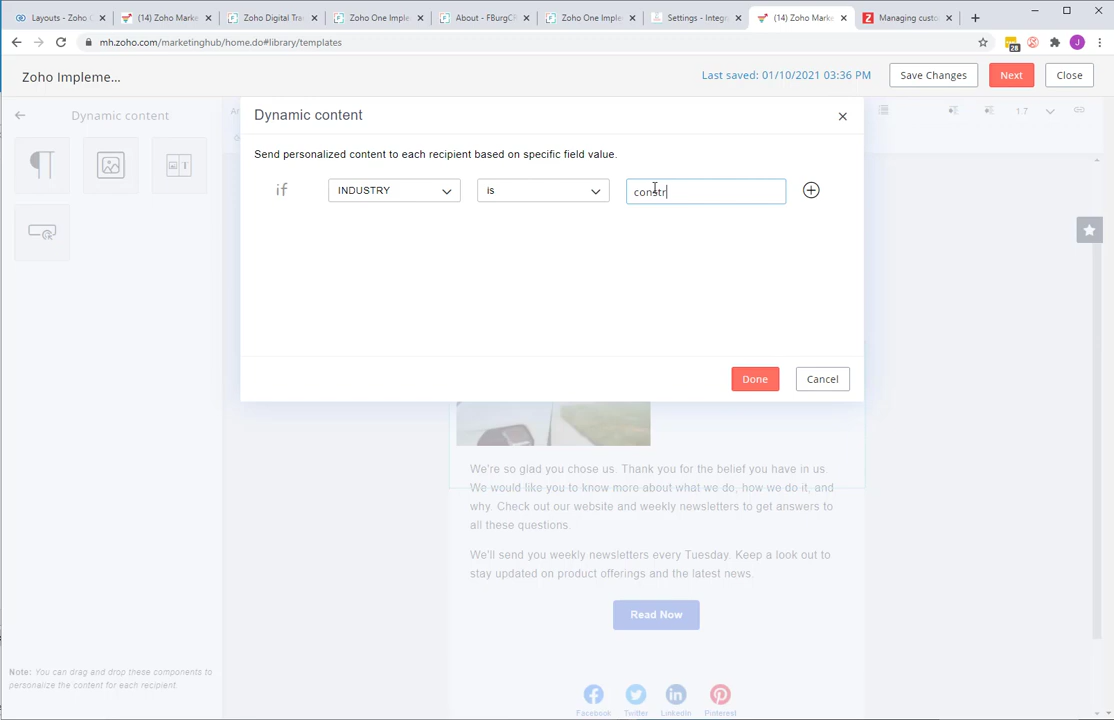 Layouts - Zoho C
(14) Zoho Marke
Zoho Digital Tra
Zoho One Imple
About - FBurgCP
Zoho One Imple
Settings - Integr
(14) Zoho Marke
Managing custo
mh.zoho.com/marketinghub/home.do#library/templates
28
J
Zoho Impleme...
Last saved: 01/10/2021 03:36 PM
Save Changes
Next
Close
Dynamic content
17
T
Dynamic content
Send personalized content to each recipient based on specific field value.
if
INDUSTRY
is
constr
Done
Cancel
We're so glad you chose us. Thank you for the belief you have in us.
We would like you to know more about what we do, how we do it, and
why. Check out our website and weekly newsletters to get answers to
all these questions.
We'll send you weekly newsletters every Tuesday. Keep a look out to
stay updated on product offerings and the latest news.
Read Now
Note: You can drag and drop these components to
personalize the content for each recipient.
Facebook
Twitter
LinkedIn
Pinterest